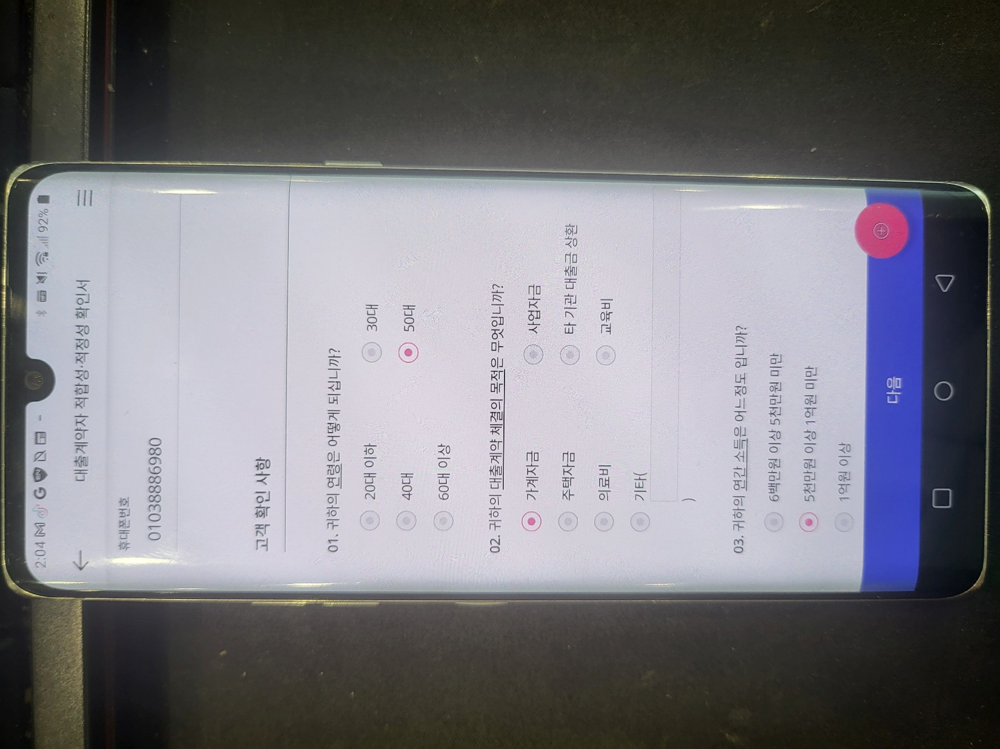 2:04
92%
대출계약자 적합성·적정성 확인서
휴대폰번호
01038886980
고객 확인 사항
01. 귀하의 연령은 어떻게 되십니까?
20대 이하 30대
40대 50대
60대 이상
02. 귀하의 대출계약 체결의 목적은 무엇입니까?
가계자금 사업자금
주택자금 타 기관 대출금 상환
의료비 교육비
기타(
)
03. 귀하의 연간 소득은 어느정도 입니까?
6백만원 이상 5천만원 미만
5천만원 이상 1억원 미만
1억원 이상
다음